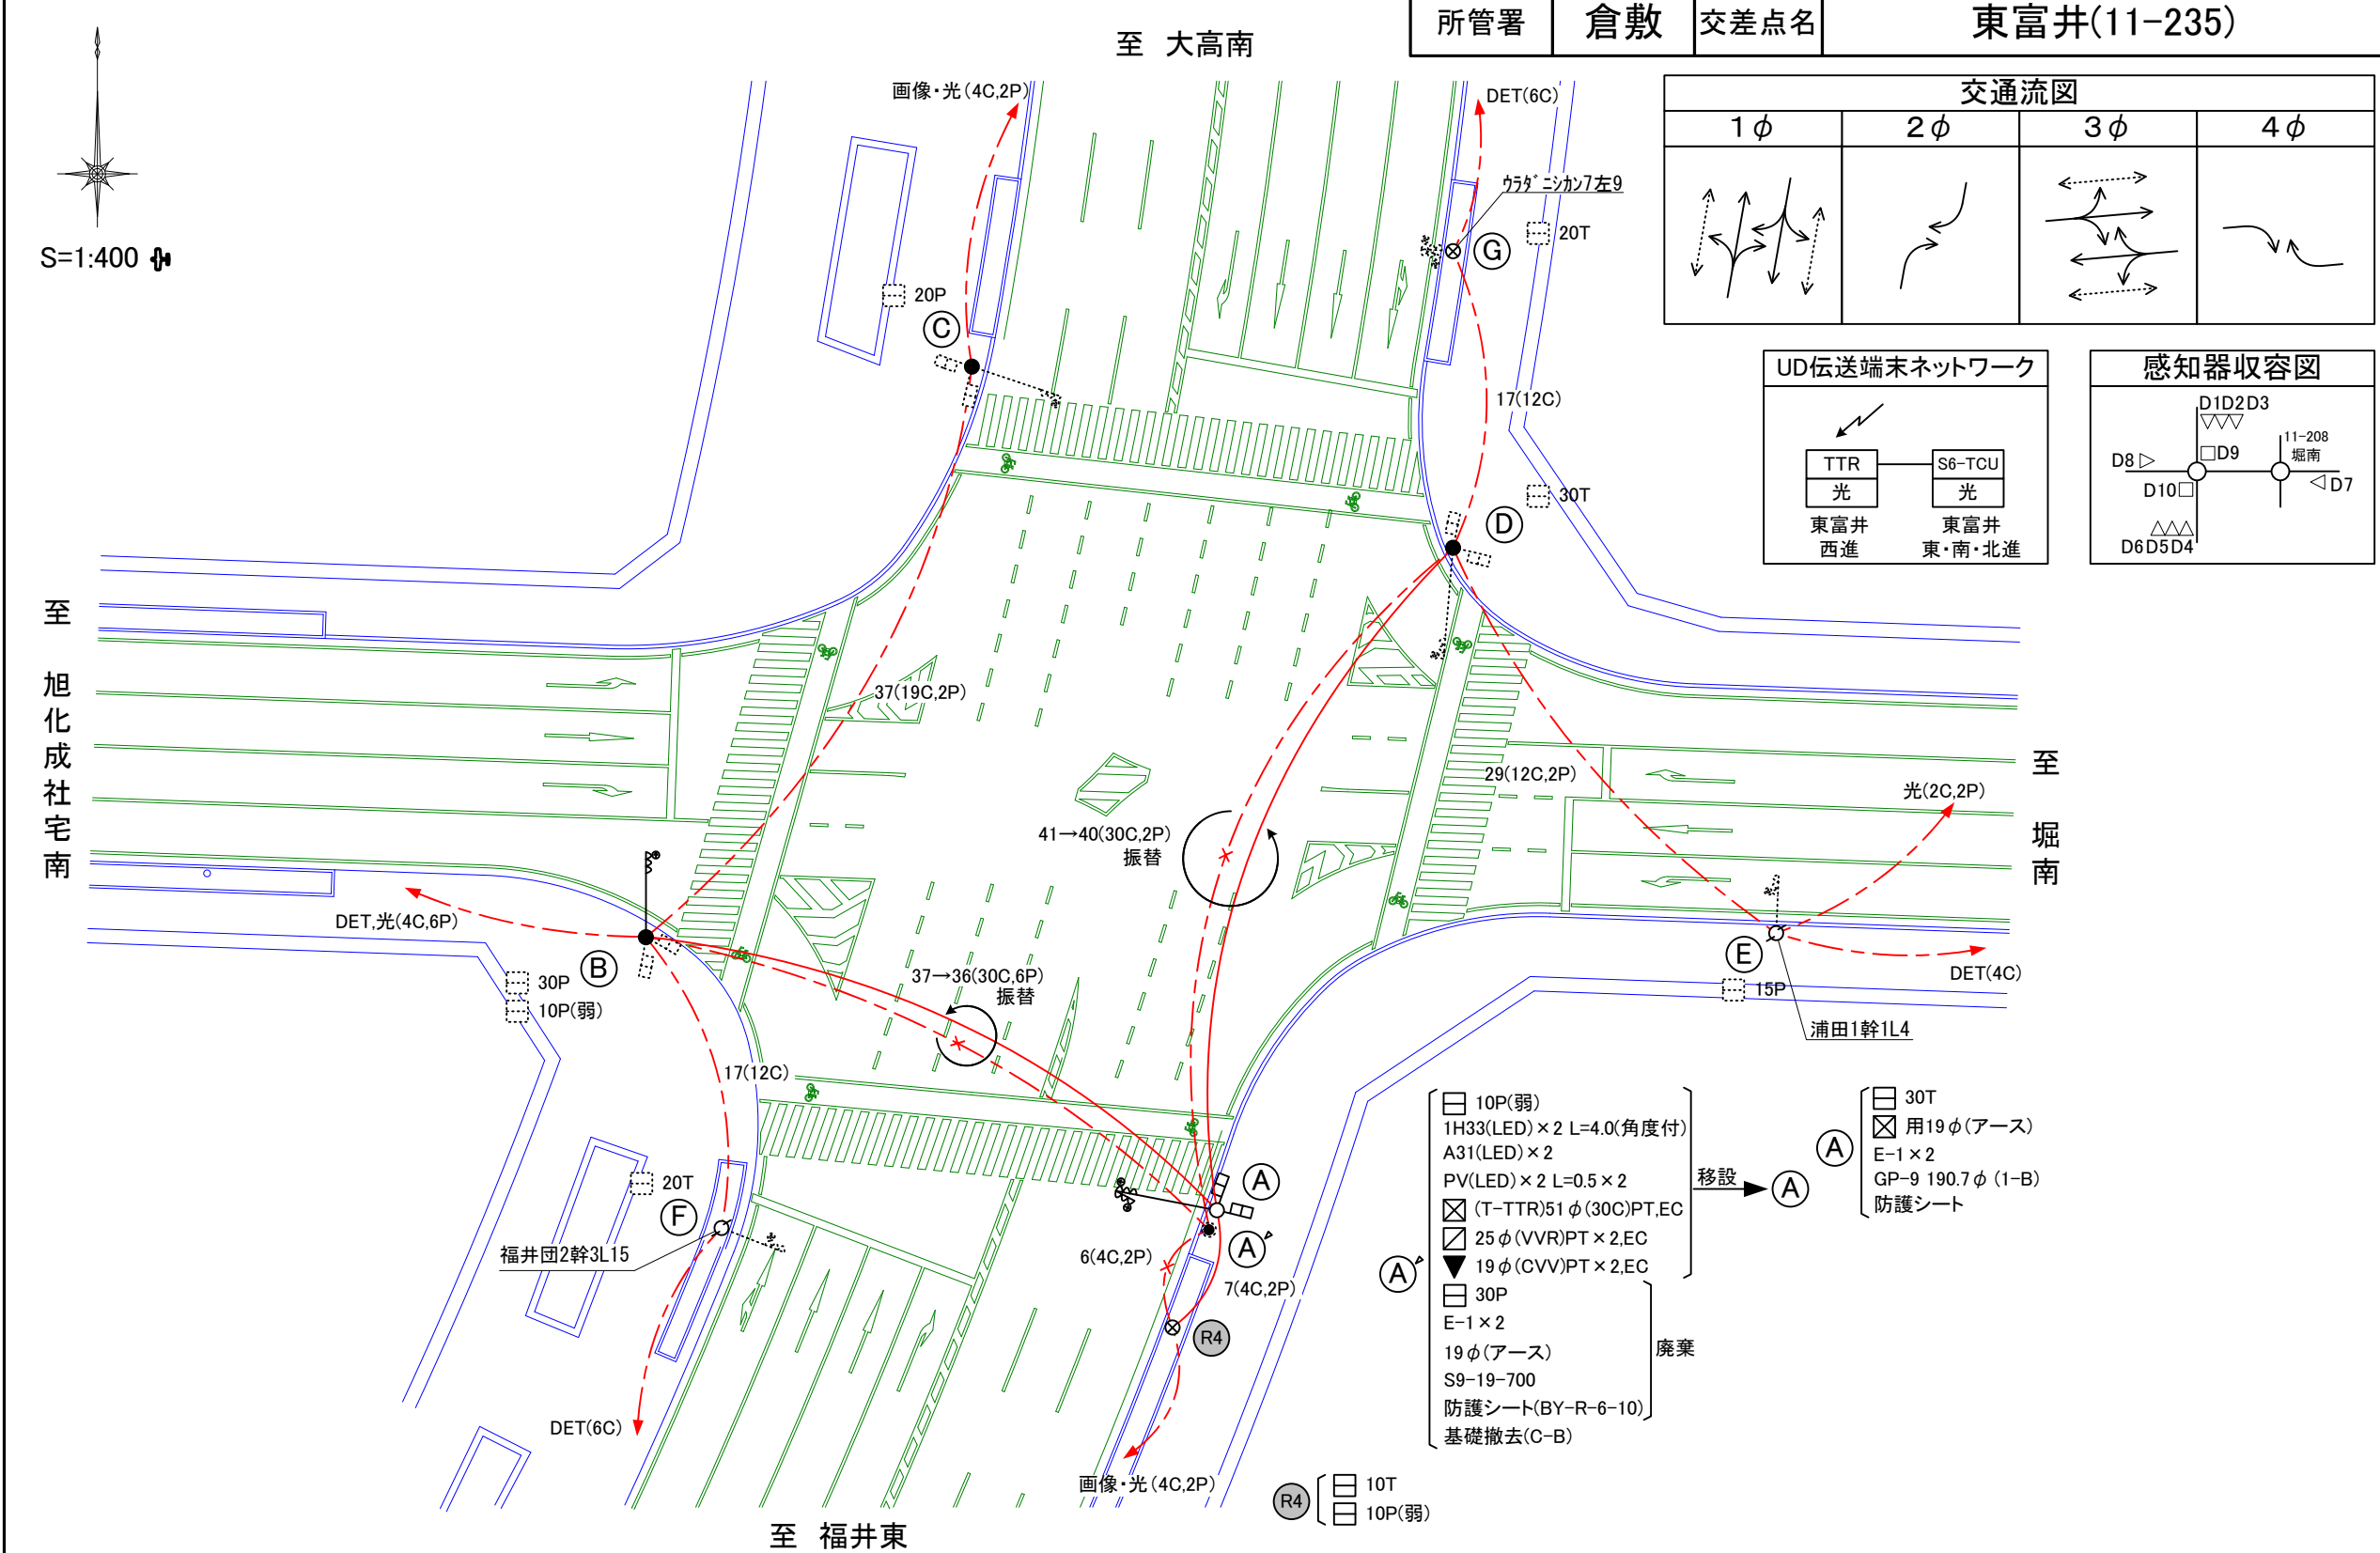 所管署 倉敷 交差点名 東富井(11-235)
至 大高南
S=1:400
交通流図
1φ 2φ 3φ 4φ
画像・光(4C,2P)
DET(6C)
ｳﾗﾀﾞﾆｼｶﾝ7左9
20T
G
20P
C
17(12C)
30T
D
UD伝送端末ネットワーク
TTR S6-TCU
光 光
東富井 東富井
西進 東・南・北進
感知器収容図
D1D2D3
11-208
堀南
D8 D9
D10 D7
D6D5D4
至 旭化成社宅南
37(19C,2P)
至 堀南
29(12C,2P)
光(2C,2P)
41→40(30C,2P)
振替
DET,光(4C,6P)
B
30P
10P(弱)
37→36(30C,6P)
振替
E
DET(4C)
15P
浦田1幹1L4
17(12C)
20T
F
福井団2幹3L15
A
A'
6(4C,2P)
7(4C,2P)
R4
DET(6C)
画像・光(4C,2P)
至 福井東
A'
10P(弱)
1H33(LED)×2 L=4.0(角度付)
A31(LED)×2
PV(LED)×2 L=0.5×2
(T-TTR)51φ(30C)PT,EC
25φ(VVR)PT×2,EC
19φ(CVV)PT×2,EC
移設 A
30P
E-1×2
19φ(アース)
S9-19-700
防護シート(BY-R-6-10)
廃棄
基礎撤去(C-B)
A
30T
用19φ(アース)
E-1×2
GP-9 190.7φ(1-B)
防護シート
R4
10T
10P(弱)